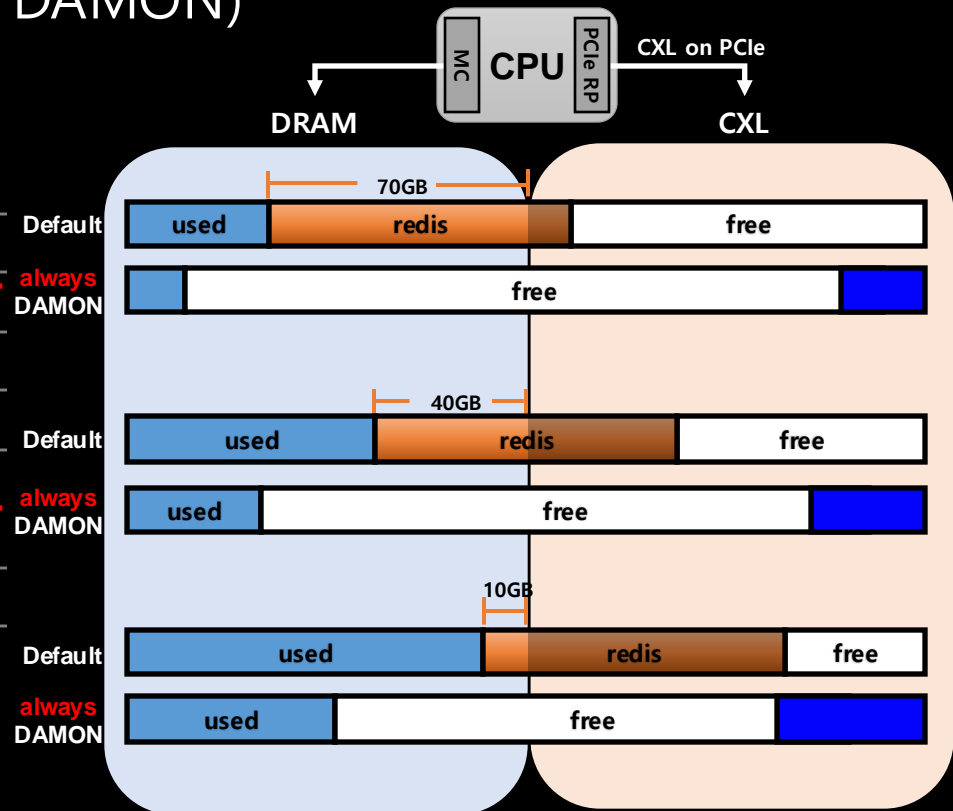 DAMON)
MC
CPU
PCIe RP
CXL on PCIe
DRAM
CXL
70GB
Default
used
redis
free
always
DAMON
free
40GB
Default
used
redis
free
always
DAMON
used
free
10GB
Default
used
redis
free
always
DAMON
used
free